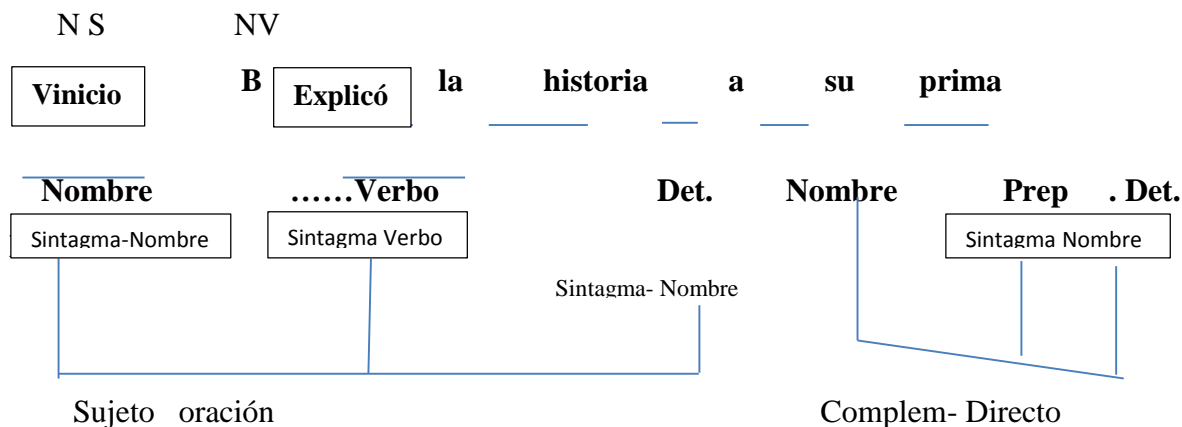 N S NV
Vinicio B Explicó la historia a su prima
Nombre ……Verbo Det. Nombre Prep . Det.
Sintagma-Nombre Sintagma Verbo Sintagma Nombre
Sintagma- Nombre
Sujeto oración Complem- Directo